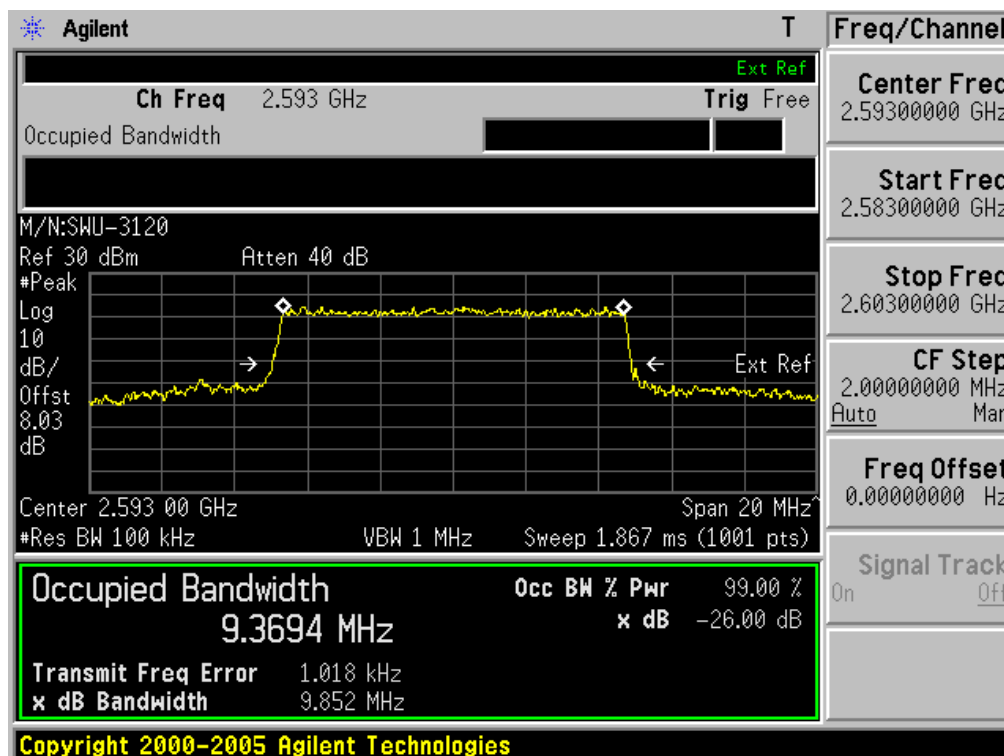 Agilent
T
Freq/Channel
Ext Ref
Ch Freq 2.593 GHz Trig Free
Occupied Bandwidth
M/N:SWU-3120
Ref 30 dBm Atten 40 dB
#Peak
Log
10
dB/
Offst
8.03
dB
Ext Ref
Center 2.593 00 GHz Span 20 MHz^
#Res BW 100 kHz VBW 1 MHz Sweep 1.867 ms (1001 pts)
Occupied Bandwidth
9.3694 MHz
Occ BW % Pwr 99.00 %
x dB -26.00 dB
Transmit Freq Error 1.018 kHz
x dB Bandwidth 9.852 MHz
Copyright 2000-2005 Agilent Technologies
Center Freq
2.59300000 GHz
Start Freq
2.58300000 GHz
Stop Freq
2.60300000 GHz
CF Step
2.00000000 MHz
Auto Man
Freq Offset
0.00000000 Hz
Signal Track
On Off